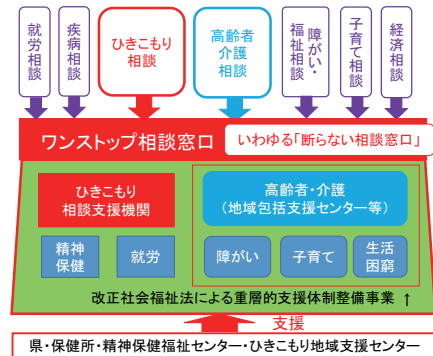 就労相談
疾病相談
ひきこもり
相談
高齢者
介護
相談
障がい・
福祉相談
子育て相談
経済相談
ワンストップ相談窓口
いわゆる「断らない相談窓口」
ひきこもり
相談支援機関
高齢者・介護
(地域包括支援センター等)
精神
保健
就労
障がい
子育て
生活
困窮
改正社会福祉法による重層的支援体制整備事業 ↑
支援
県・保健所・精神保健福祉センター・ひきこもり地域支援センター